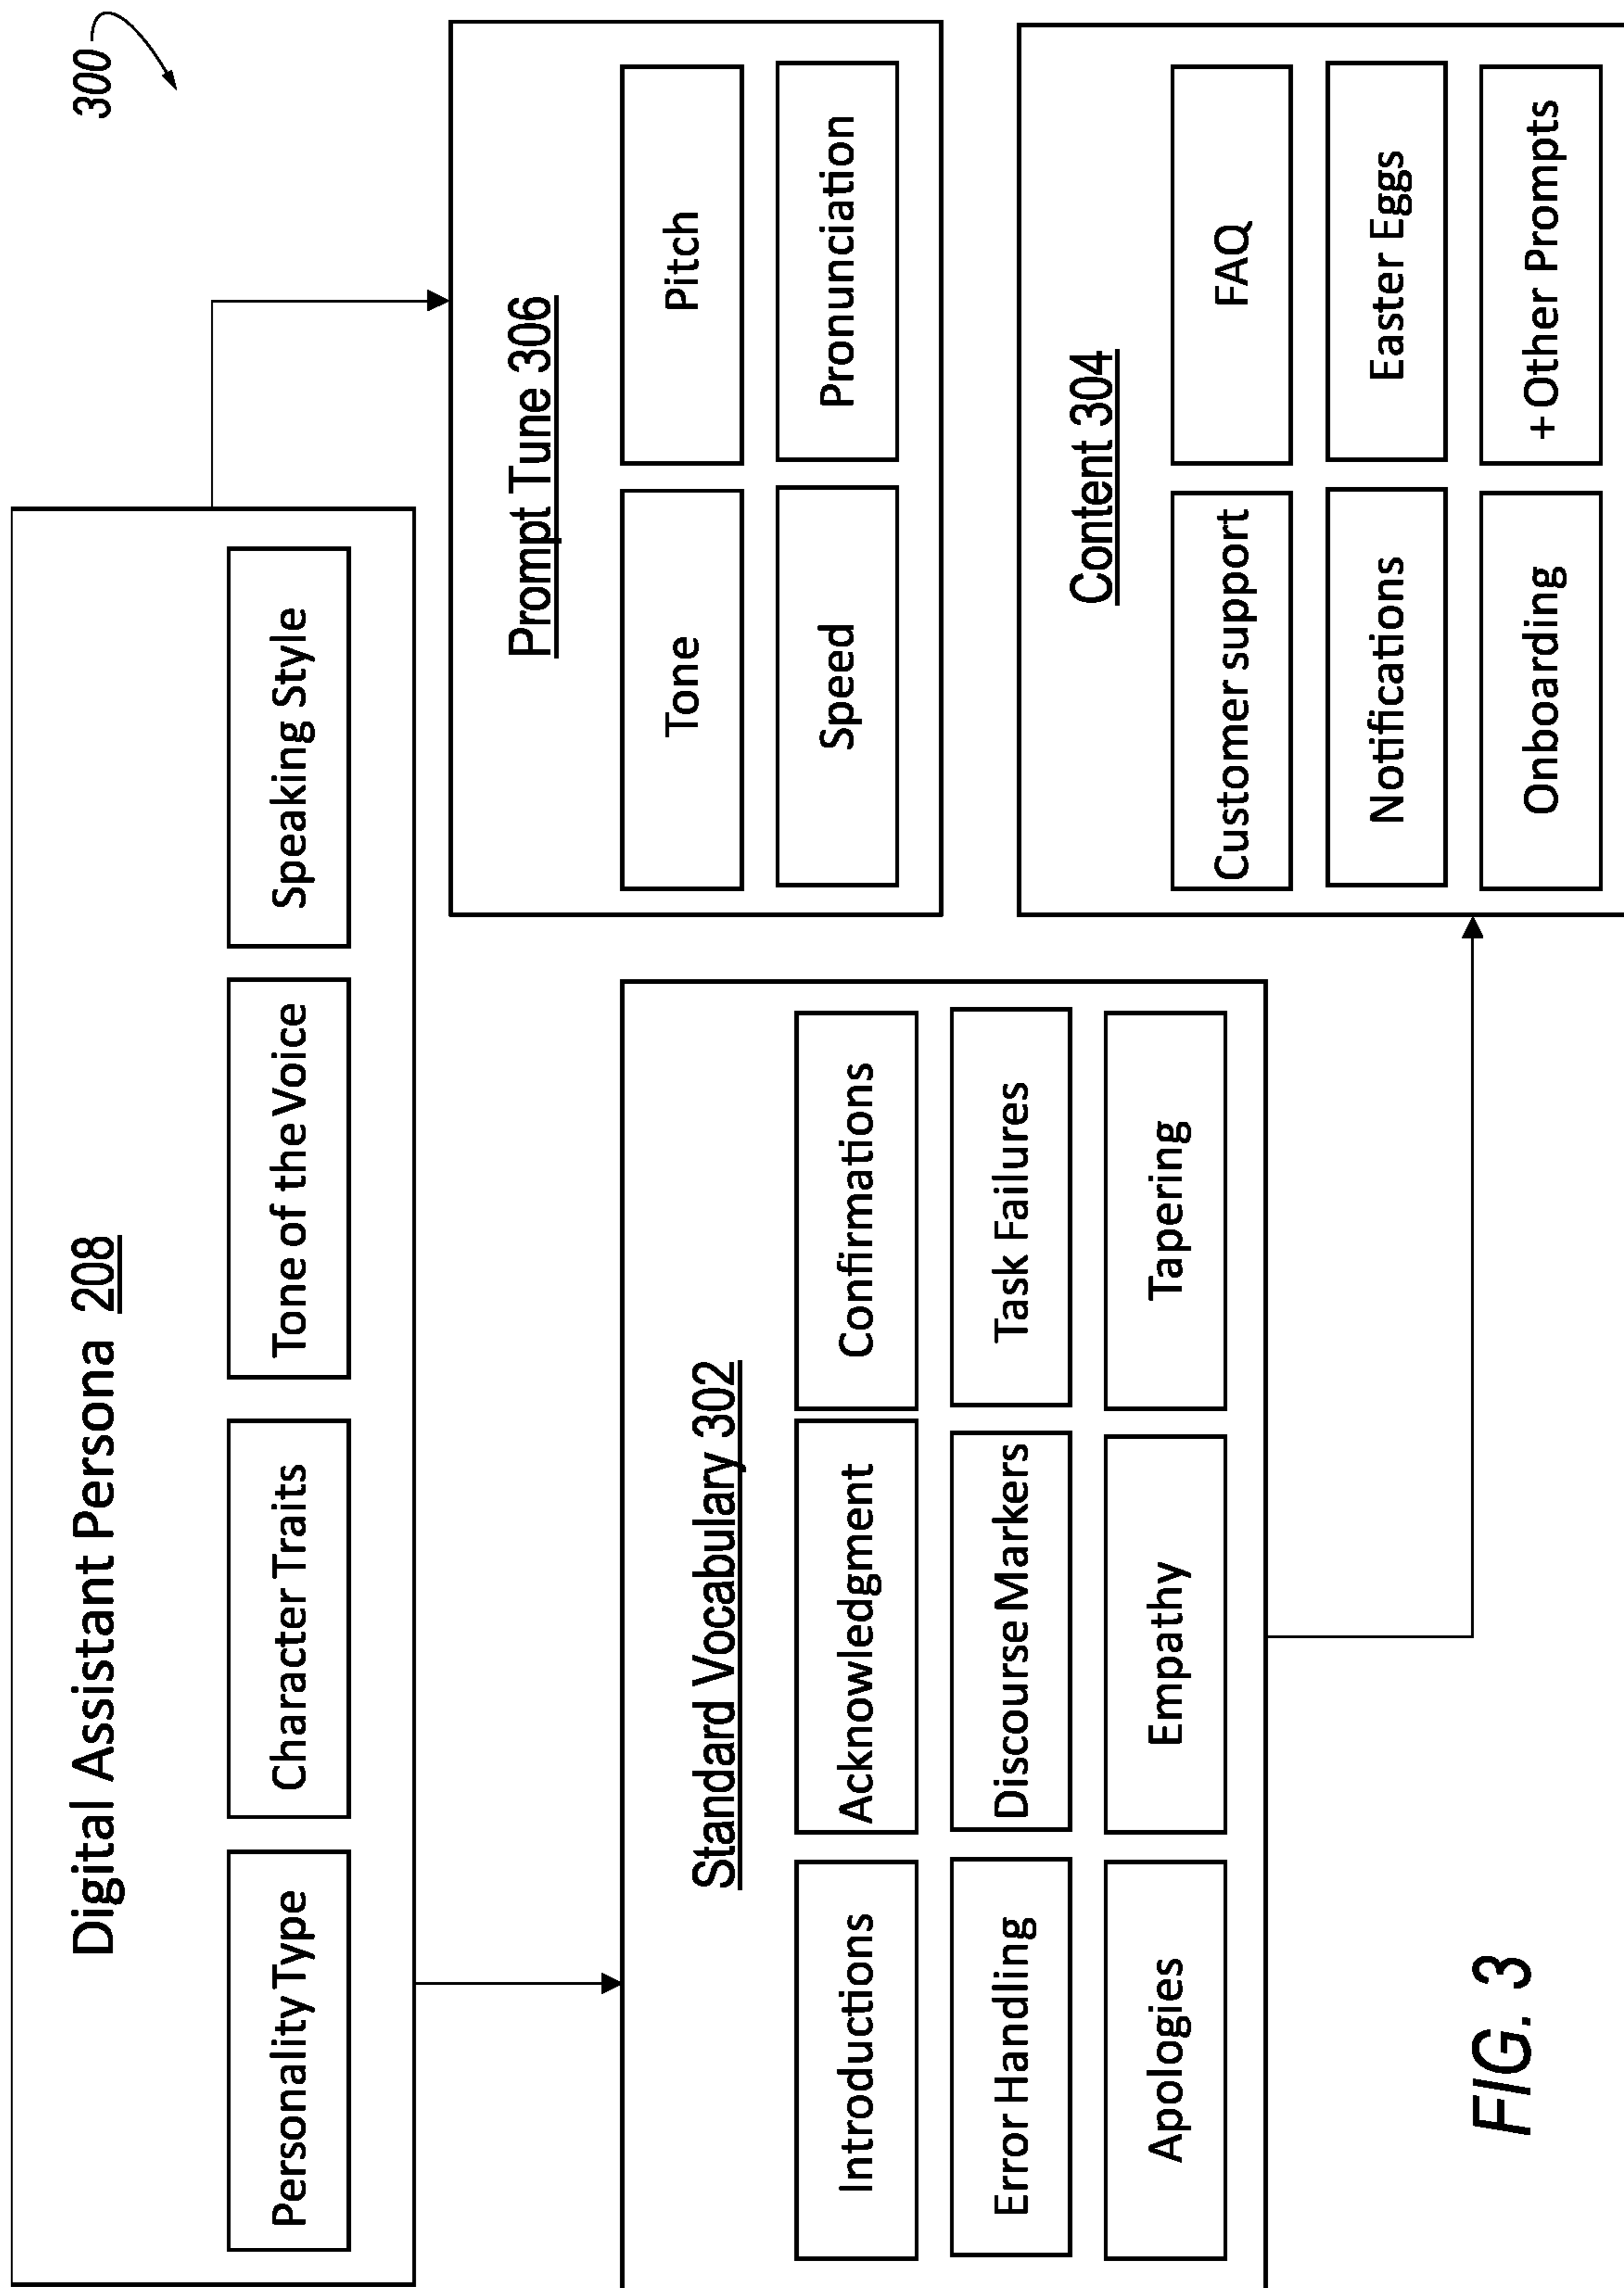 300
Digital Assistant Persona 208
Personality Type
Character Traits
Tone of the Voice
Speaking Style
Prompt Tune 306
Tone
Pitch
Speed
Pronunciation
Standard Vocabulary 302
Introductions
Acknowledgment
Confirmations
Error Handling
Discourse Markers
Task Failures
Apologies
Empathy
Tapering
Content 304
Customer support
FAQ
Notifications
Easter Eggs
Onboarding
+Other Prompts
FIG. 3